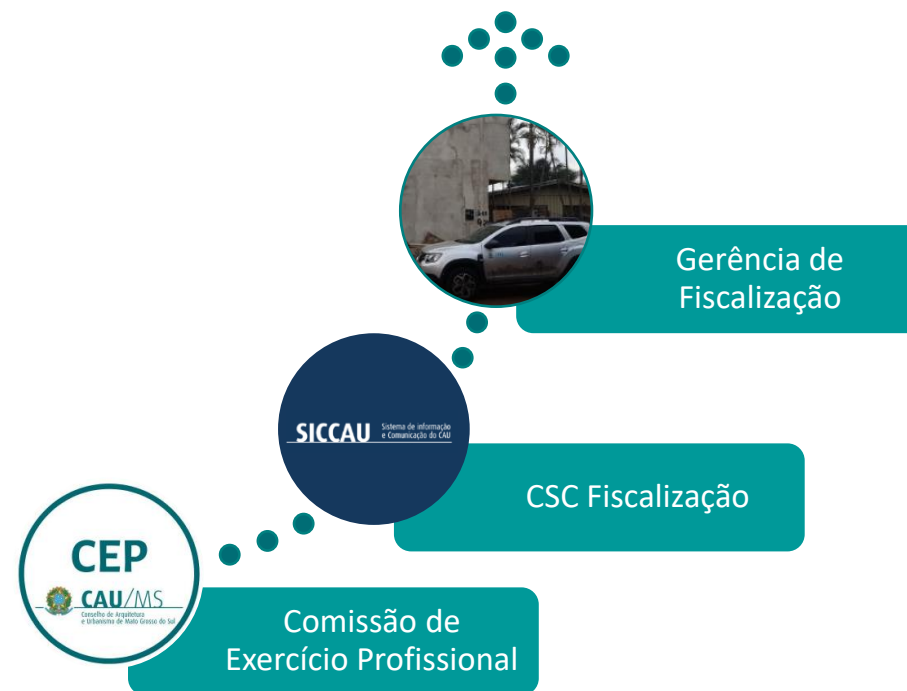 Gerência de
Fiscalização
SICCAU
Sistema de informação
e Comunicação do CAU
CSC Fiscalização
CEP
CAU/MS
Conselho de Arquitetura
e Urbanismo de Mato Grosso do Sul
Comissão de
Exercício Profissional